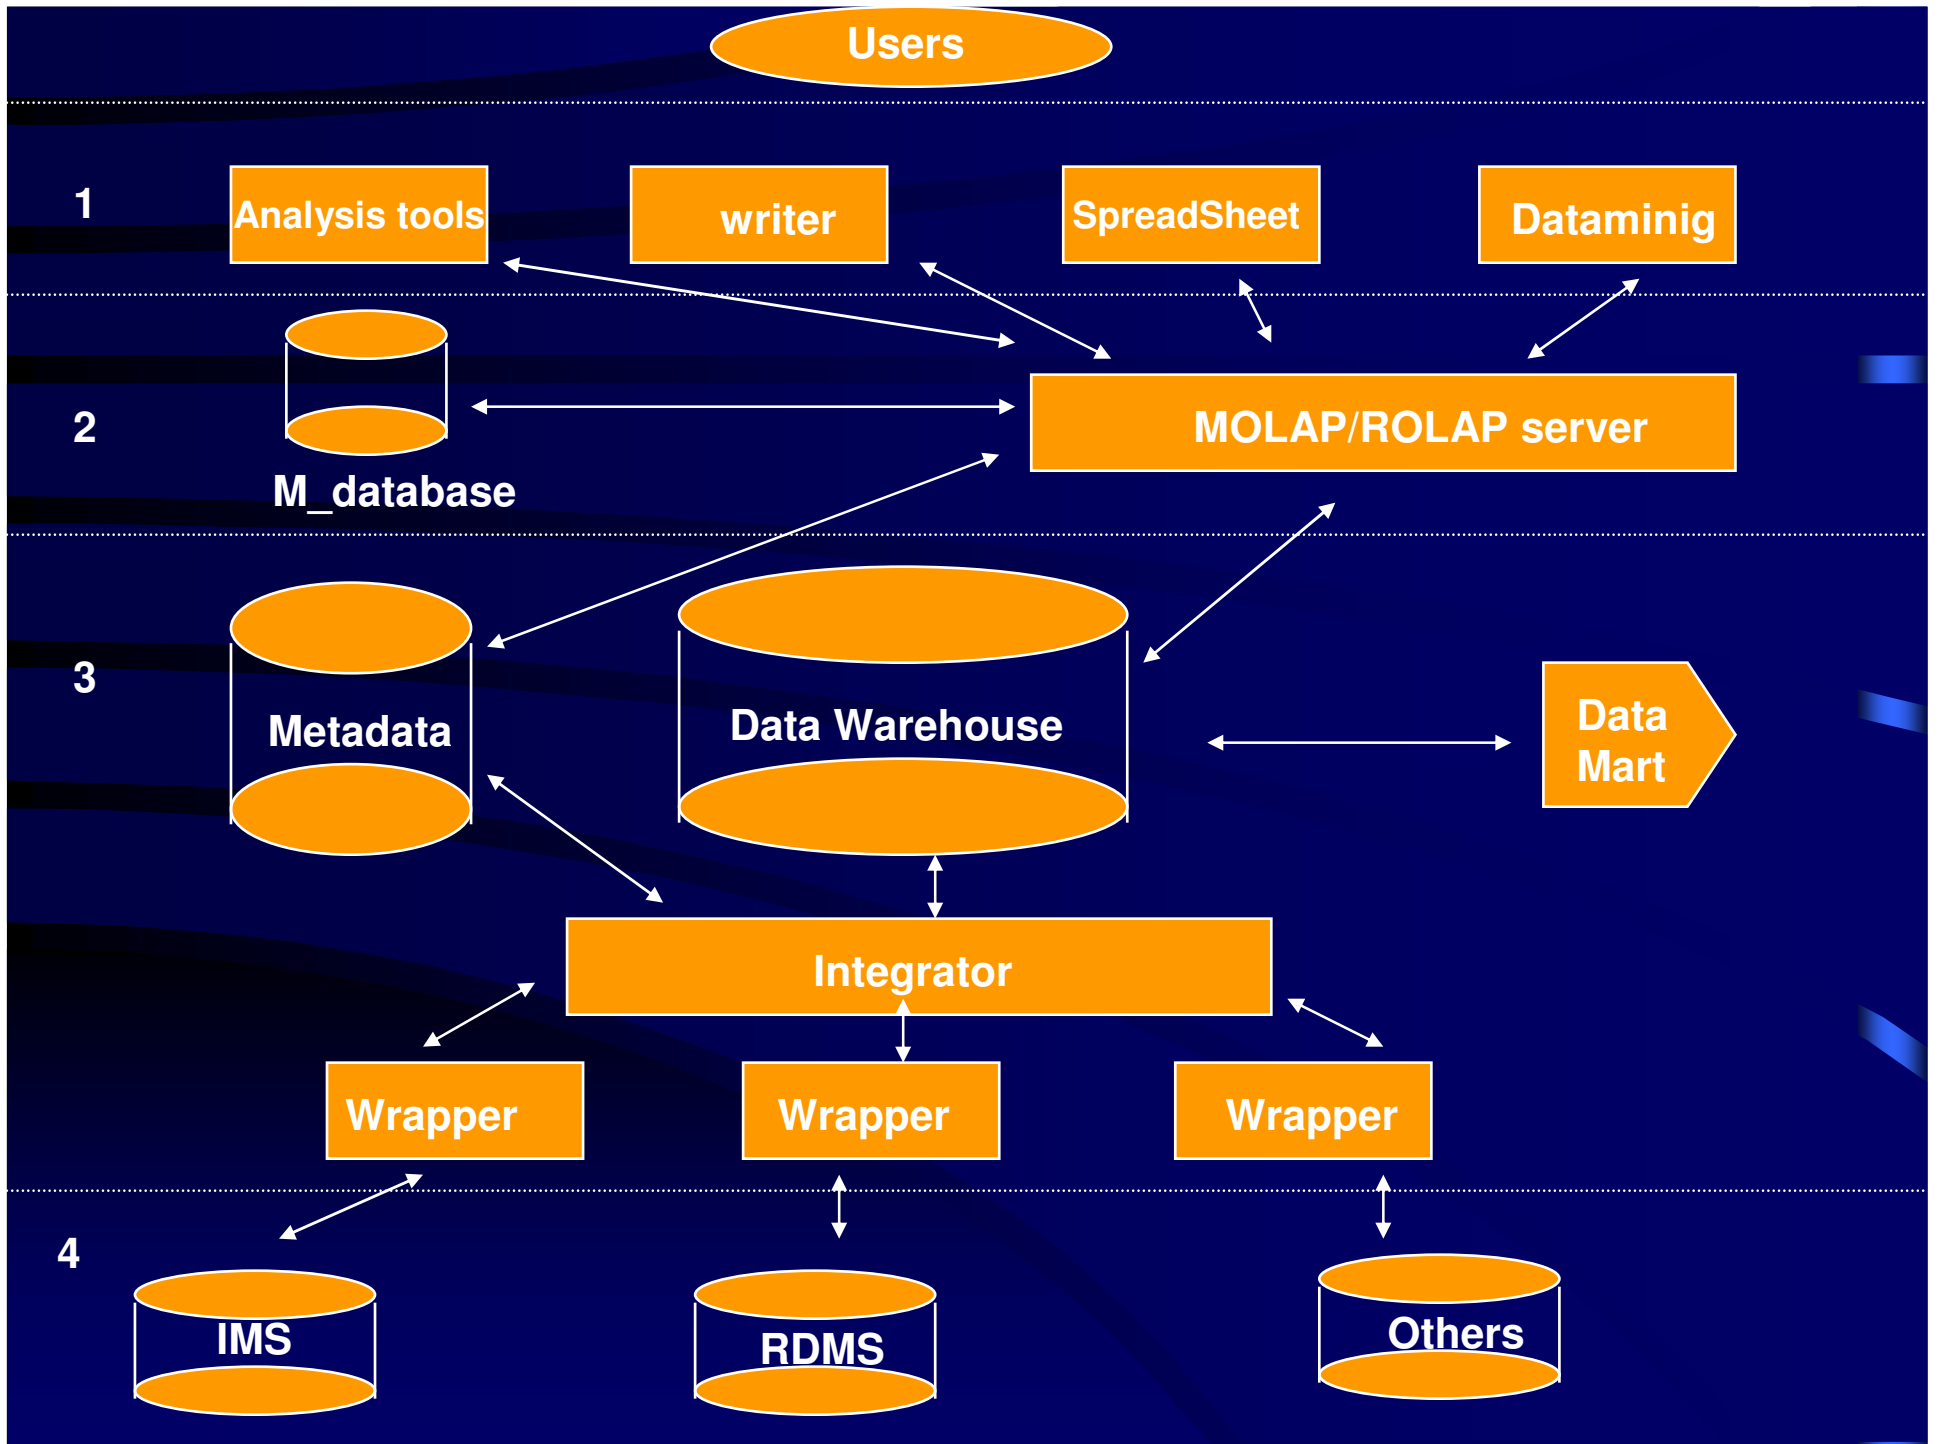 Users
1
Analysis tools
writer
SpreadSheet
Dataminig
2
MOLAP/ROLAP server
M_database
3
Metadata
Data Warehouse
Data
Mart
Integrator
Wrapper
Wrapper
Wrapper
4
IMS
RDMS
Others